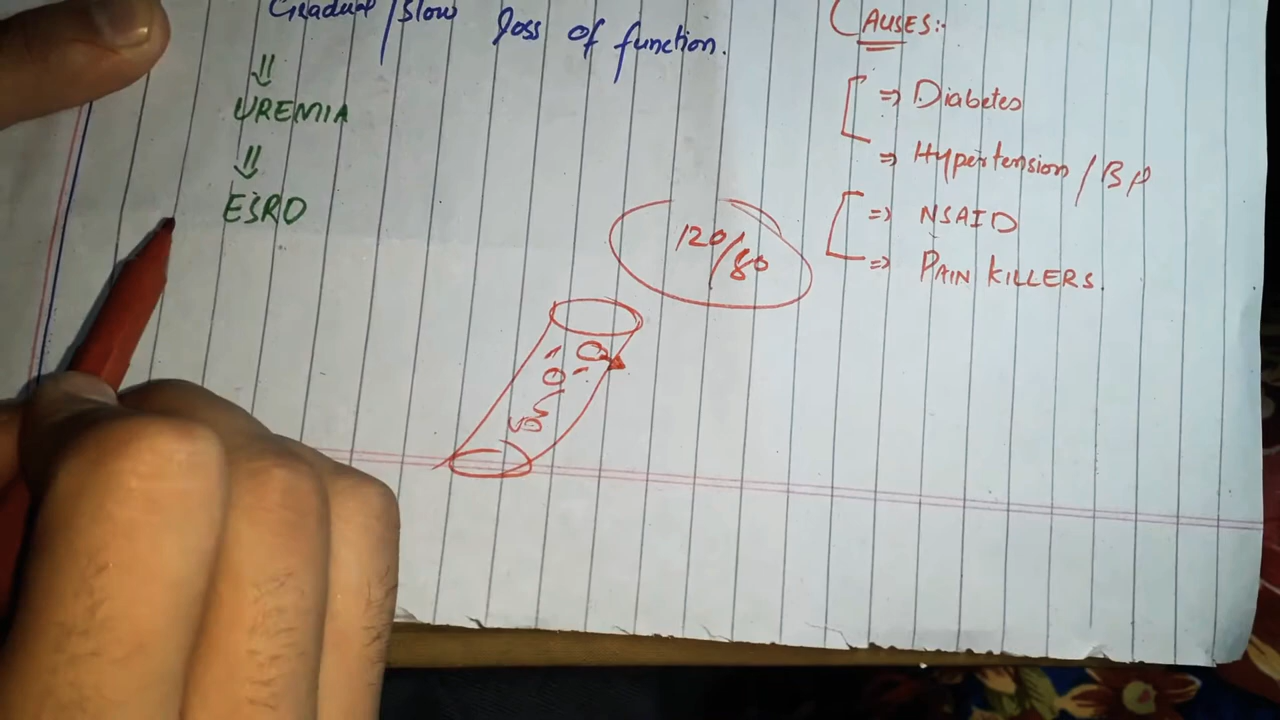 Gradual/slow loss of function.
⇓
UREMIA
⇓
ESRD
CAUSES:-
⇒ Diabetes
⇒ Hypertension/BP
⇒ NSAID
⇒ PAIN KILLERS.
120/80